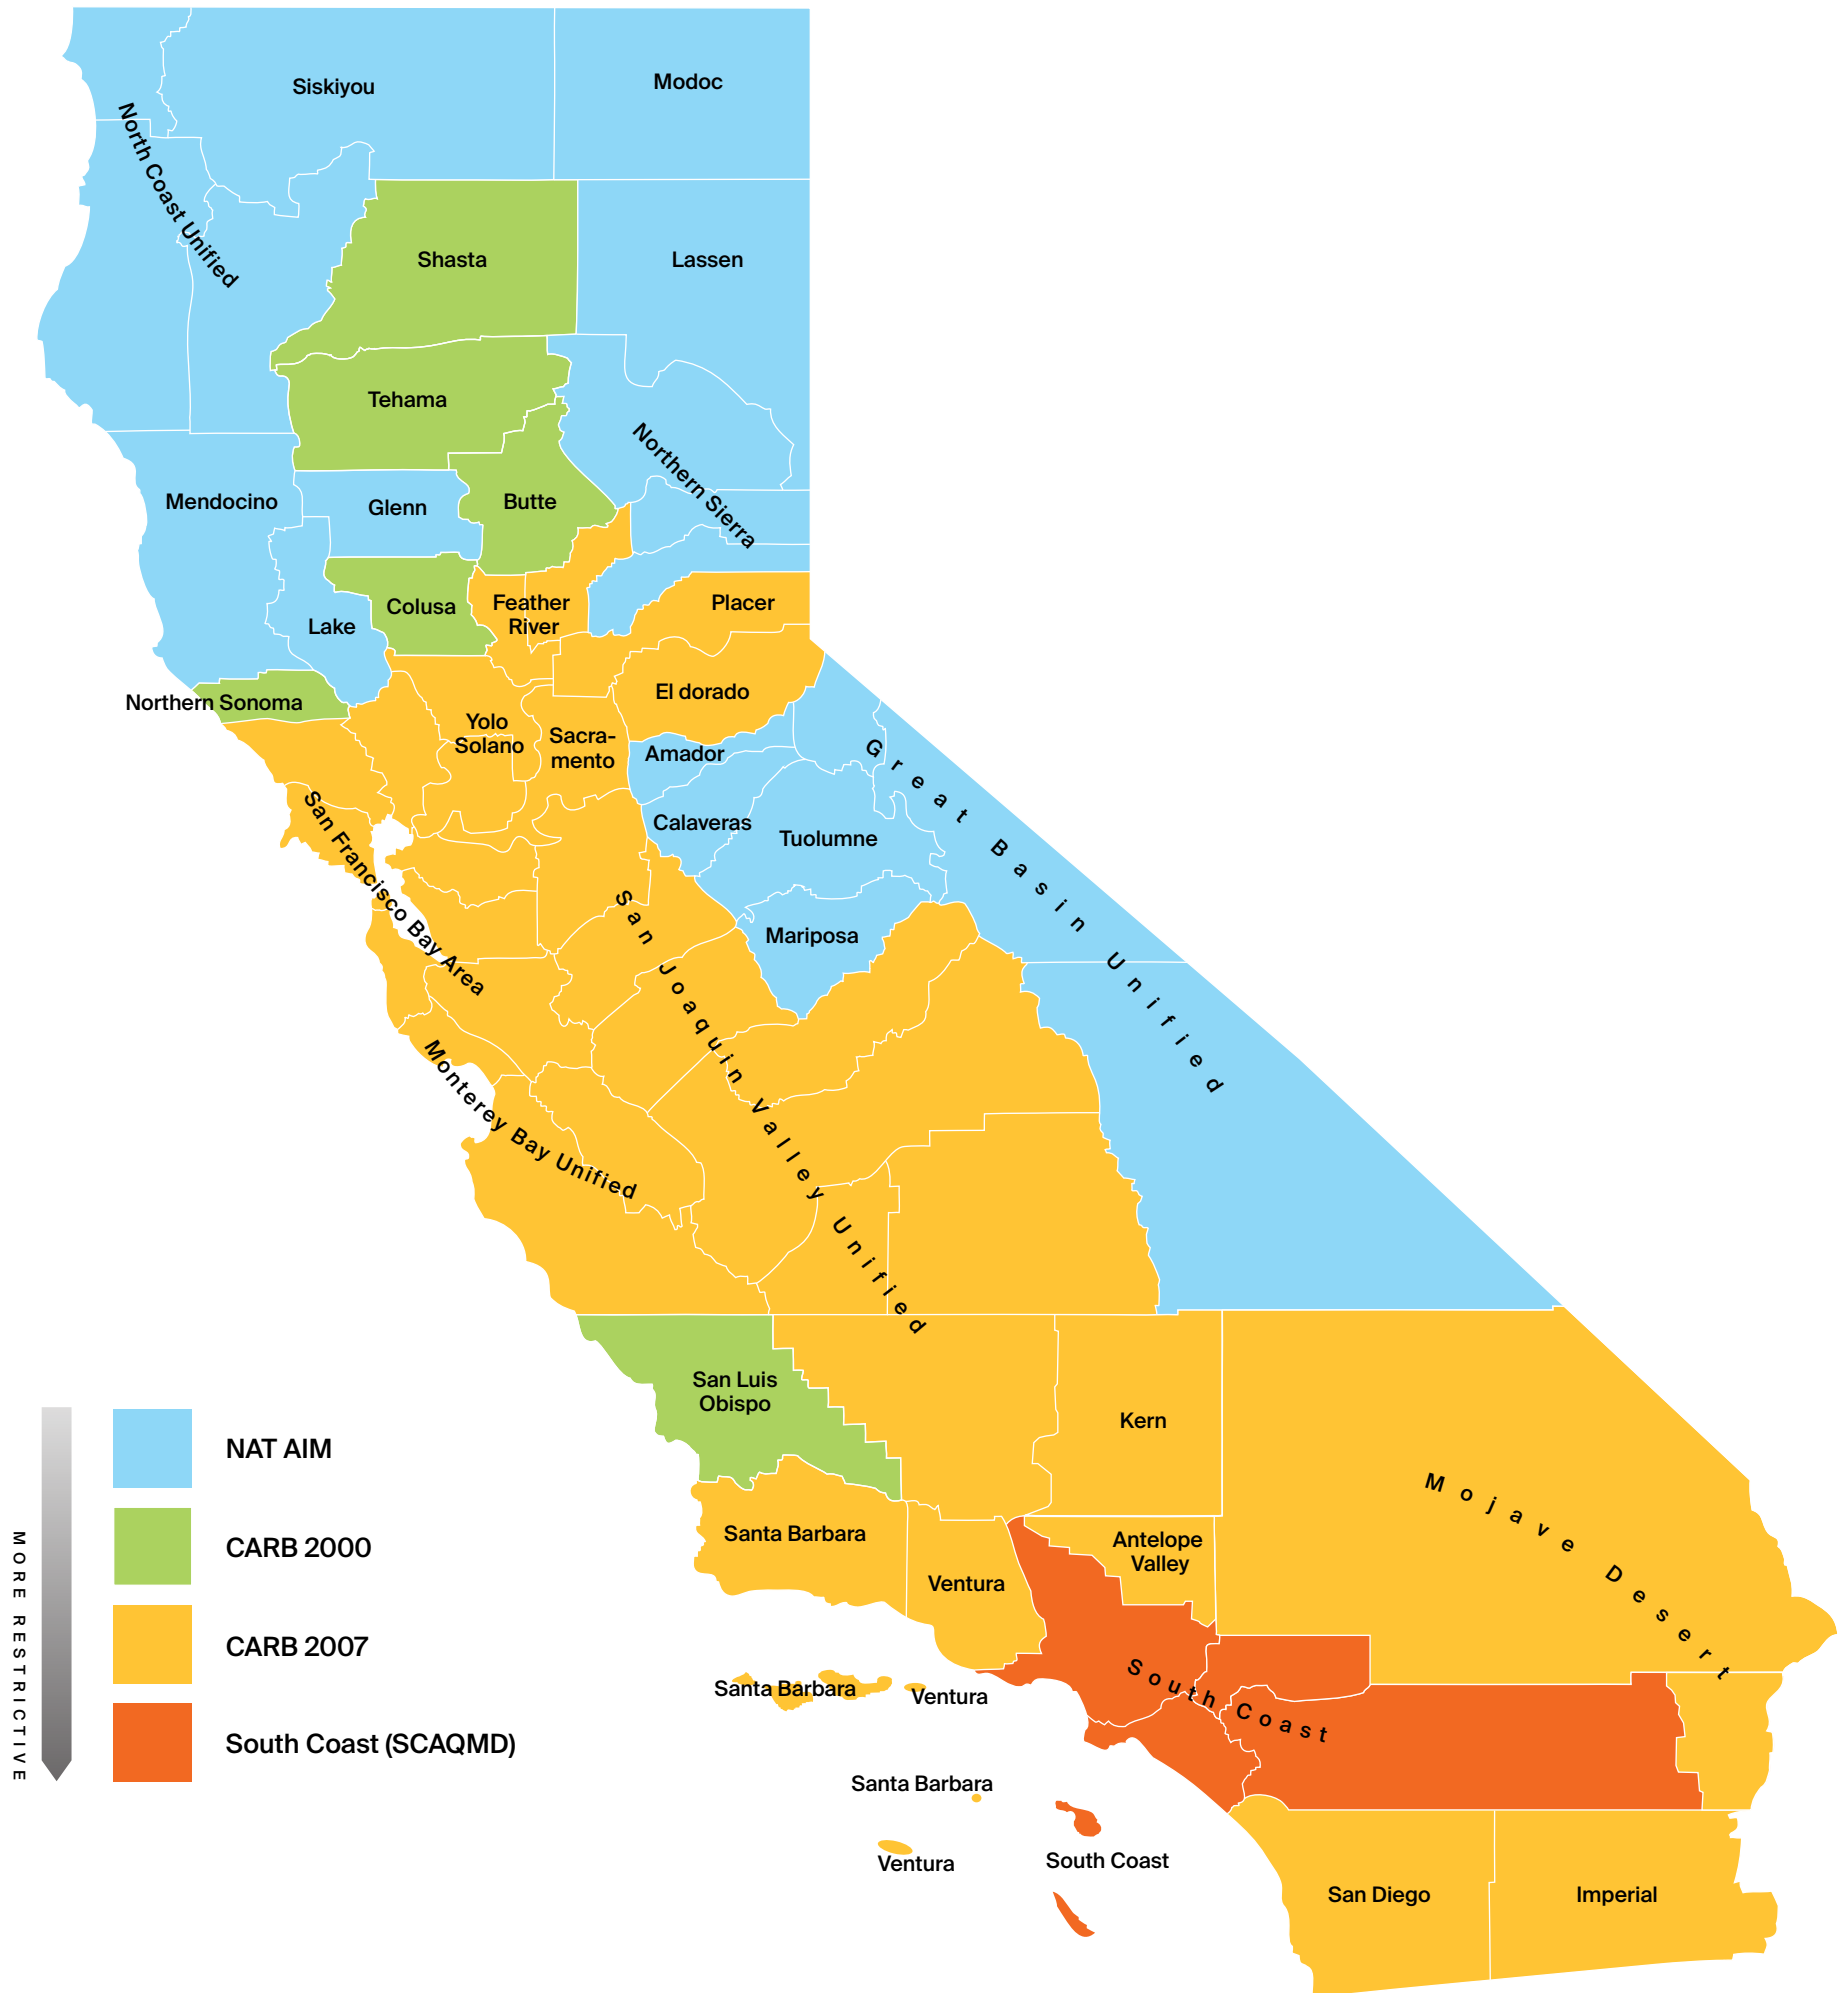 Siskiyou
Modoc
North Coast Unified
Shasta
Lassen
Tehama
Northern Sierra
Mendocino
Glenn
Butte
Colusa
Feather
River
Placer
Lake
Northern Sonoma
El dorado
Yolo
Solano
Sacra-
mento
Amador
Great Basin Unified
Calaveras
Tuolumne
San Francisco Bay Area
San Joaquin Valley Unified
Mariposa
Monterey Bay Unified
San Luis
Obispo
Kern
Mojave Desert
Santa Barbara
Antelope
Valley
Ventura
South Coast
Santa Barbara
Ventura
Santa Barbara
Ventura
South Coast
San Diego
Imperial
MORE RESTRICTIVE
NAT AIM
CARB 2000
CARB 2007
South Coast (SCAQMD)